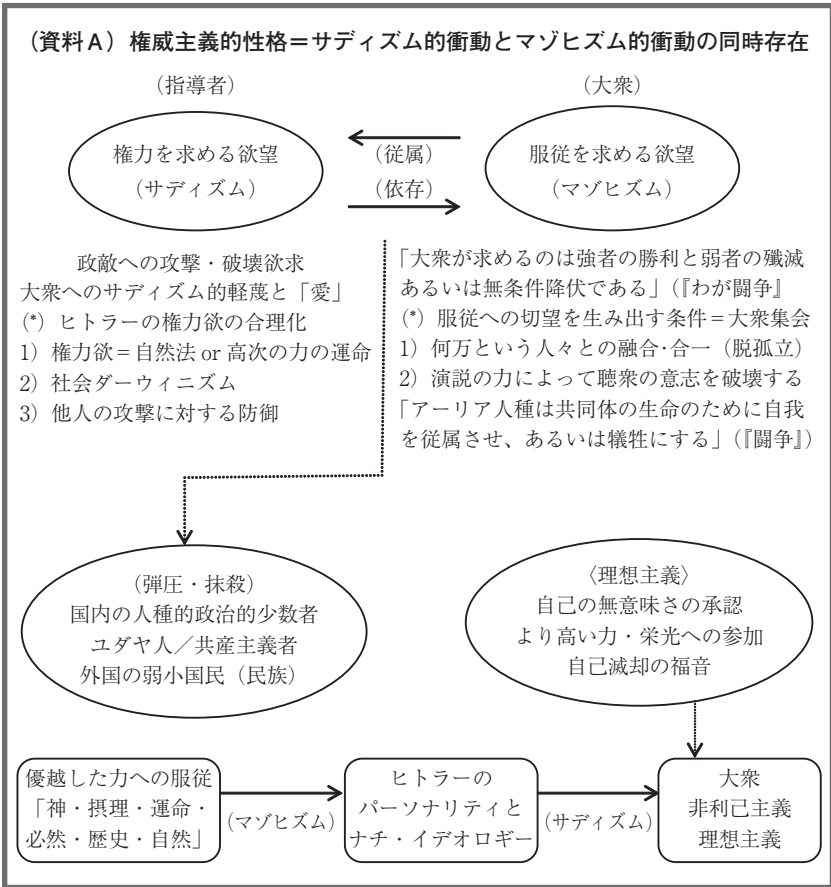 (資料A)権威主義的性格=サディズム的衝動とマゾヒズム的衝動の同時存在
(指導者)
(大衆)
権力を求める欲望
(サディズム)
(従属)
(依存)
服従を求める欲望
(マゾヒズム)
政敵への攻撃・破壊欲求
大衆へのサディズム的軽蔑と「愛」
(*)ヒトラーの権力欲の合理化
1)権力欲=自然法 or 高次の力の運命
2)社会ダーウィニズム
3)他人の攻撃に対する防御
「大衆が求めるのは強者の勝利と弱者の殲滅
あるいは無条件降伏である」(『わが闘争』
(*)服従への切望を生み出す条件=大衆集会
1)何万という人々との融合・合一(脱孤立)
2)演説の力によって聴衆の意志を破壊する
「アーリア人種は共同体の生命のために自我
を従属させ、あるいは犠牲にする」(『闘争』)
(弾圧・抹殺)
国内の人種的政治的少数者
ユダヤ人/共産主義者
外国の弱小国民(民族)
〈理想主義〉
自己の無意味さの承認
より高い力・栄光への参加
自己滅却の福音
優越した力への服従
「神・摂理・運命・
必然・歴史・自然」
(マゾヒズム)
ヒトラーの
パーソナリティと
ナチ・イデオロギー
(サディズム)
大衆
非利己主義
理想主義